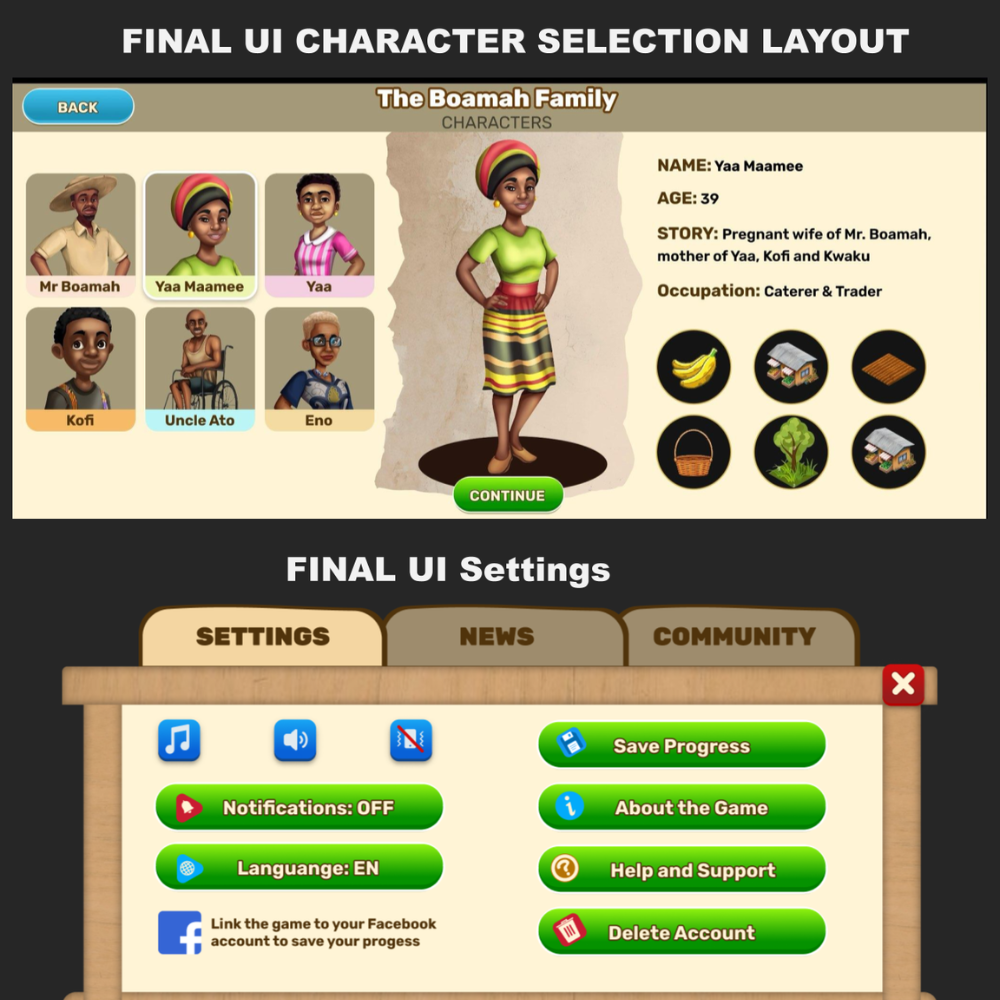 FINAL UI CHARACTER SELECTION LAYOUT
BACK
The Boamah Family
CHARACTERS
Mr Boamah
Yaa Maamee
Yaa
Kofi
Uncle Ato
Eno
CONTINUE
NAME: Yaa Maamee
AGE: 39
STORY: Pregnant wife of Mr. Boamah,
mother of Yaa, Kofi and Kwaku
Occupation: Caterer & Trader
FINAL UI Settings
SETTINGS
NEWS
COMMUNITY
Notifications: OFF
Languange: EN
Link the game to your Facebook
account to save your progess
Save Progress
About the Game
Help and Support
Delete Account